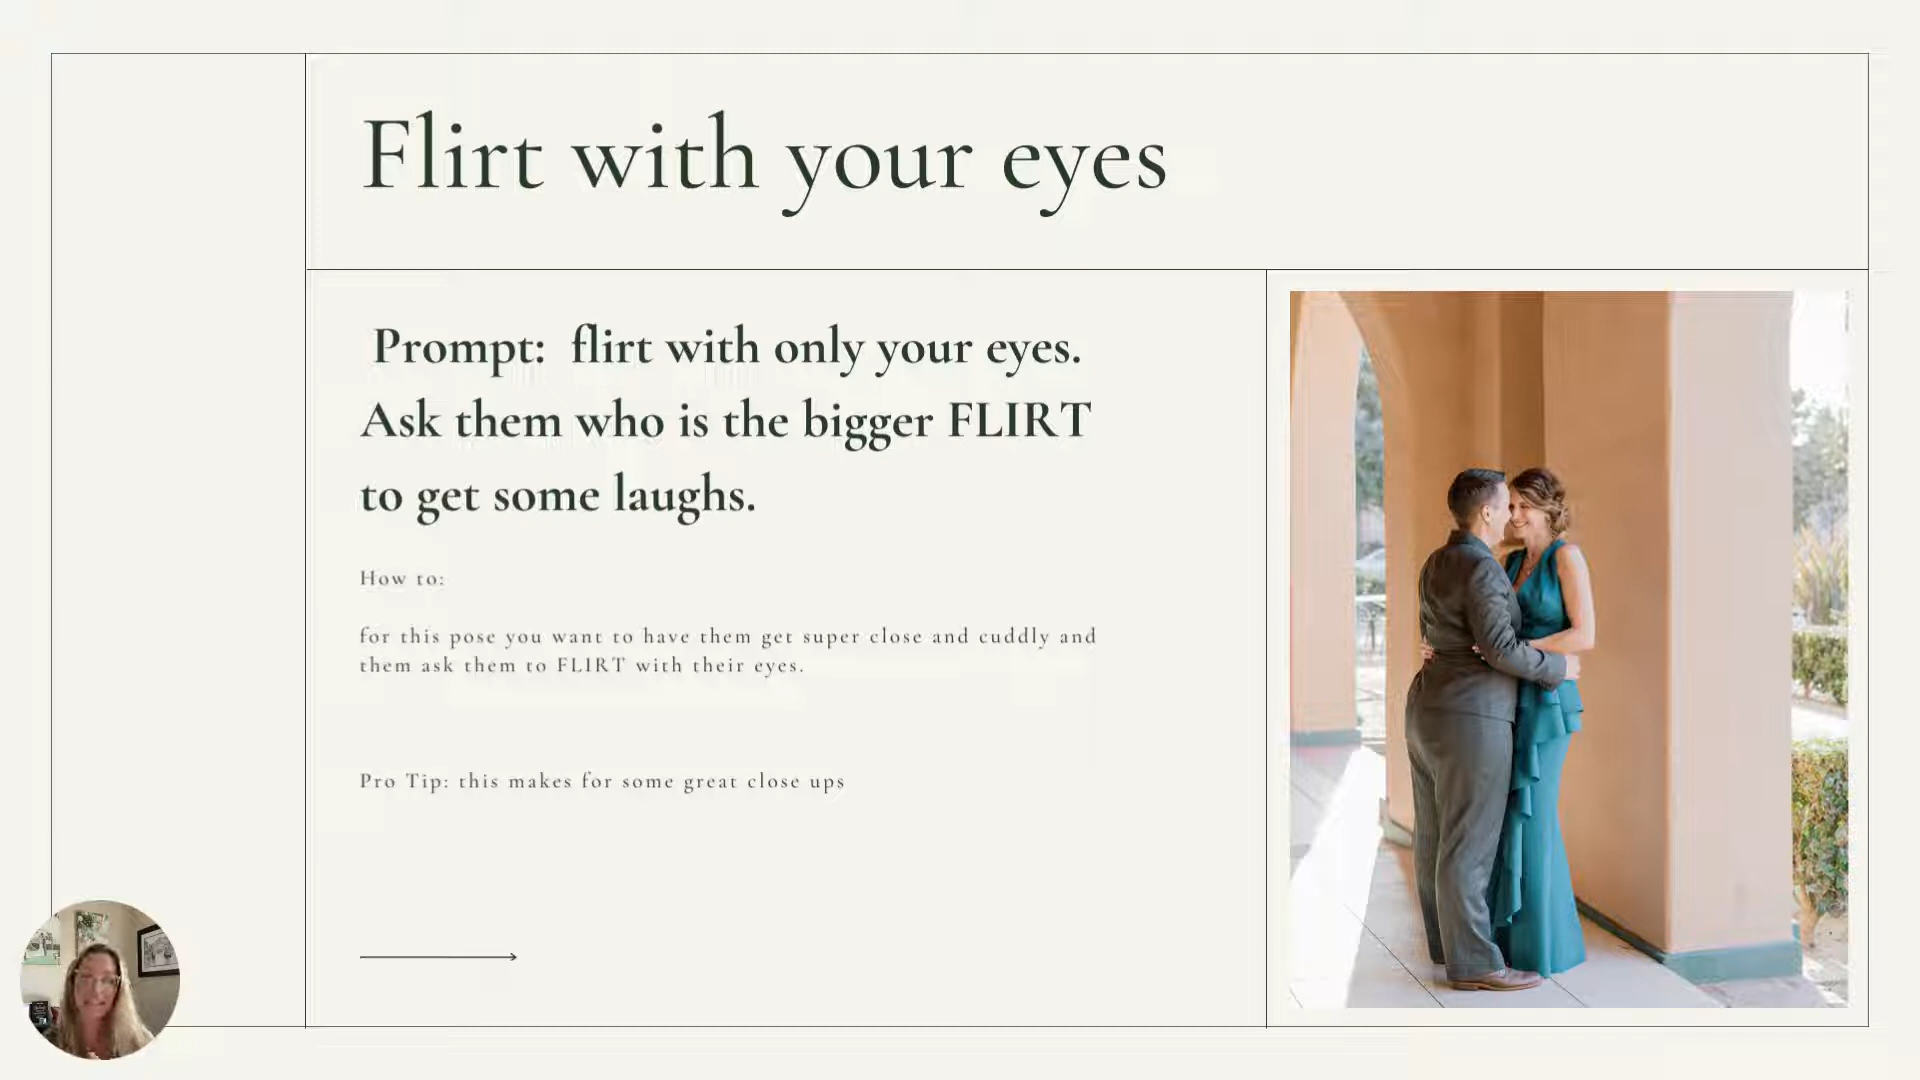 Flirt with your eyes
Prompt: flirt with only your eyes.
Ask them who is the bigger FLIRT
to get some laughs.
How to:
for this pose you want to have them get super close and cuddly and
them ask them to FLIRT with their eyes.
Pro Tip: this makes for some great close ups